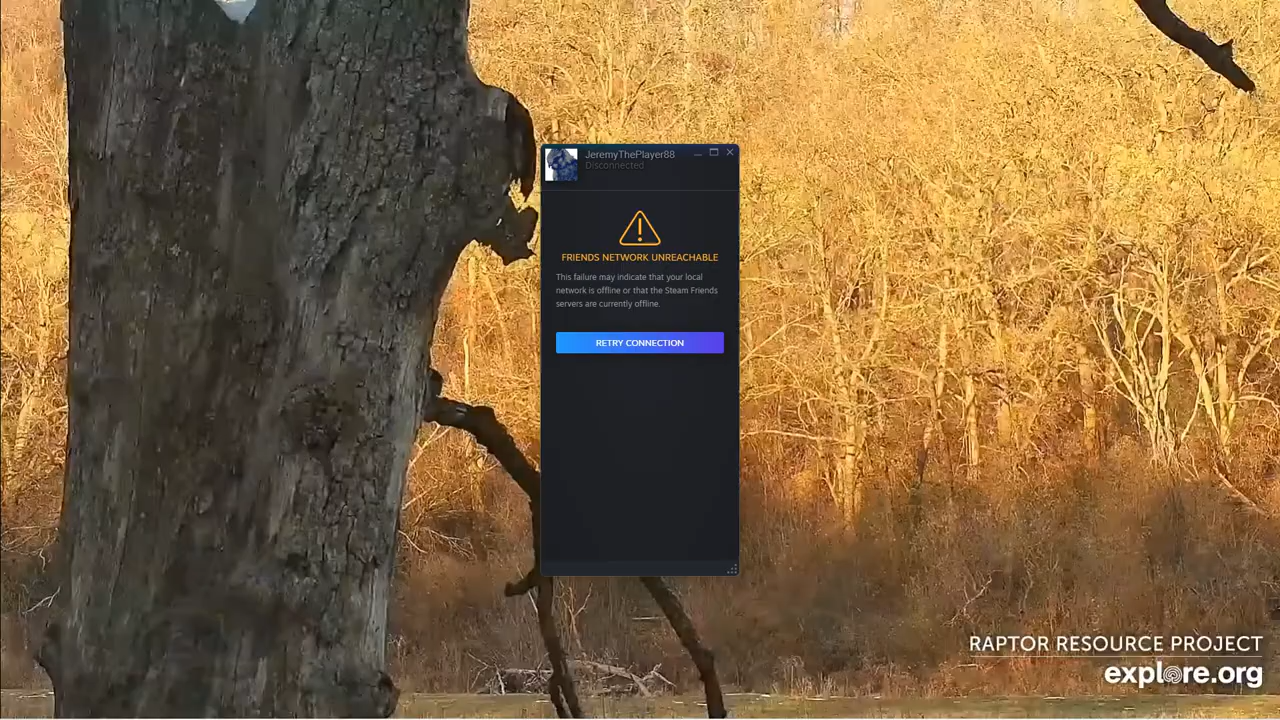 JeremyThePlayer88
Disconnected
FRIENDS NETWORK UNREACHABLE
This failure may indicate that your local
network is offline or that the Steam Friends
servers are currently offline.
RETRY CONNECTION
RAPTOR RESOURCE PROJECT
explore.org